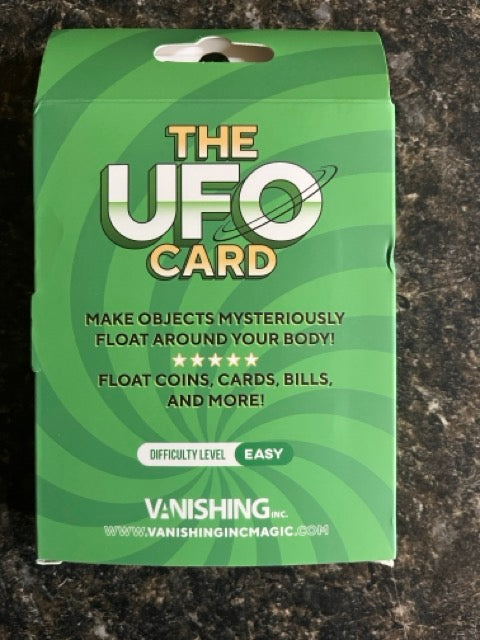 THE
UFO
CARD
MAKE OBJECTS MYSTERIOUSLY
FLOAT AROUND YOUR BODY!
FLOAT COINS, CARDS, BILLS,
AND MORE!
DIFFICULTY LEVEL EASY
VANISHING INC.
WWW.VANISHINGINCMAGIC.COM